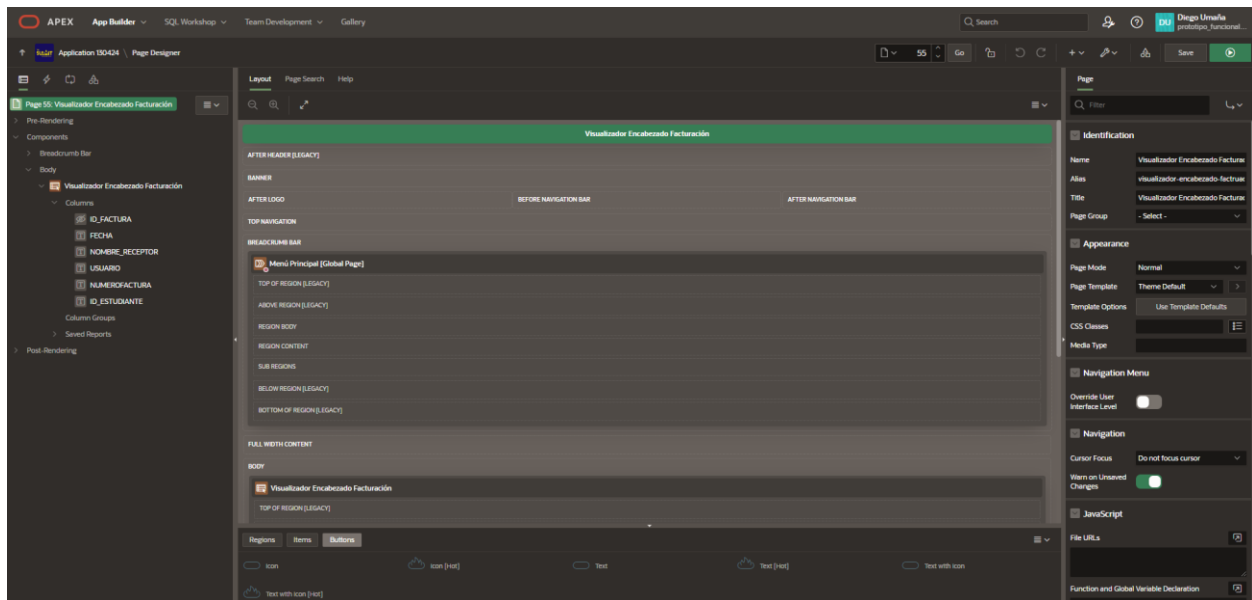 APEX App Builder SQL Workshop Team Development Gallery Search Diego Umaña
DU prototipo_funcional...
Application 130424 \ Page Designer 55 Go Save
Layout Page Search Help Page
Page 55: Visualizador Encabezado Facturación
Filter
Pre-Rendering
Components
Breadcrumb Bar
Body
Visualizador Encabezado Facturación
Columns
ID_FACTURA
FECHA
NOMBRE_RECEPTOR
USUARIO
NUMEROFACTURA
ID_ESTUDIANTE
Column Groups
Saved Reports
Post-Rendering
Visualizador Encabezado Facturación
AFTER HEADER [LEGACY]
BANNER
AFTER LOGO BEFORE NAVIGATION BAR AFTER NAVIGATION BAR
TOP NAVIGATION
BREADCRUMB BAR
Menú Principal [Global Page]
TOP OF REGION [LEGACY]
ABOVE REGION [LEGACY]
REGION BODY
REGION CONTENT
SUB REGIONS
BELOW REGION [LEGACY]
BOTTOM OF REGION [LEGACY]
FULL WIDTH CONTENT
BODY
Visualizador Encabezado Facturación
TOP OF REGION [LEGACY]
Regions Items Buttons
Icon Icon [Hot] Text Text [Hot] Text with Icon
Text with Icon [Hot]
Identification
Name Visualizador Encabezado Facturac
Alias visualizador-encabezado-factruac
Title Visualizador Encabezado Facturac
Page Group - Select -
Appearance
Page Mode Normal
Page Template Theme Default
Template Options Use Template Defaults
CSS Classes
Media Type
Navigation Menu
Override User
Interface Level
Navigation
Cursor Focus Do not focus cursor
Warn on Unsaved
Changes
JavaScript
File URLs
Function and Global Variable Declaration